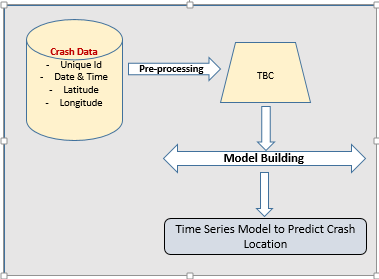 Crash Data
- Unique Id
- Date & Time
- Latitude
- Longitude
Pre-processing
TBC
Model Building
Time Series Model to Predict Crash
Location